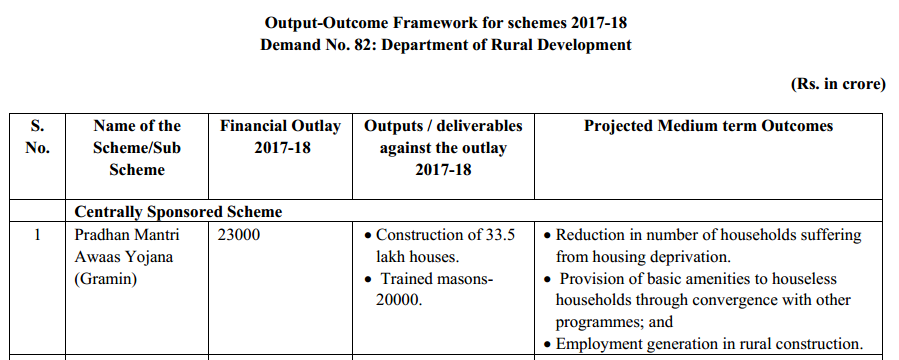 Output-Outcome Framework for schemes 2017-18
Demand No. 82: Department of Rural Development
(Rs. in crore)
S. No.
Name of the Scheme/Sub Scheme
Financial Outlay 2017-18
Outputs / deliverables against the outlay 2017-18
Projected Medium term Outcomes
Centrally Sponsored Scheme
1
Pradhan Mantri
Awaas Yojana
(Gramin)
23000
• Construction of 33.5
lakh houses.
• Trained masons-
20000.
• Reduction in number of households suffering
from housing deprivation.
• Provision of basic amenities to houseless
households through convergence with other
programmes; and
• Employment generation in rural construction.